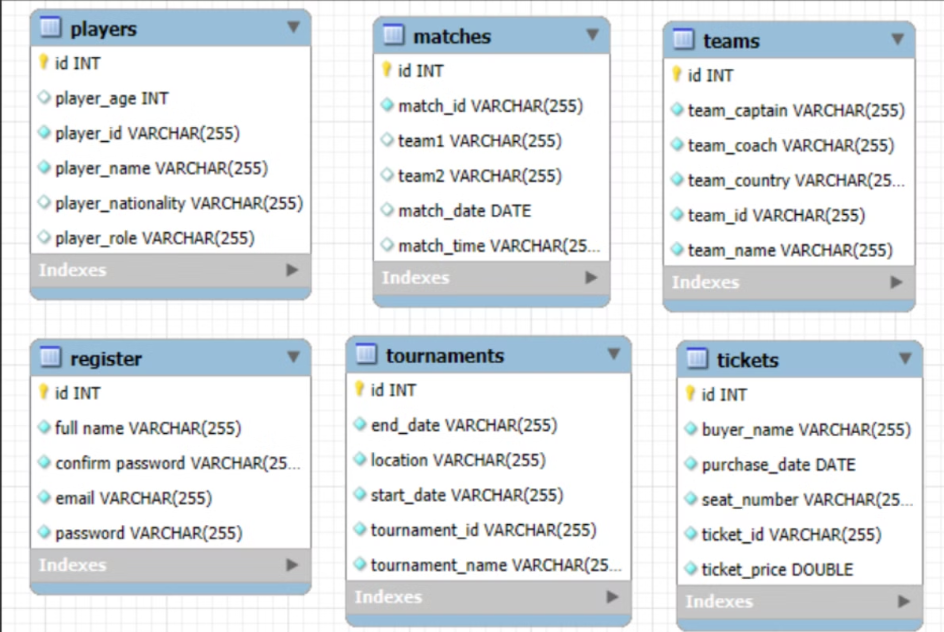 players
id INT
player_age INT
player_id VARCHAR(255)
player_name VARCHAR(255)
player_nationality VARCHAR(255)
player_role VARCHAR(255)
Indexes
matches
id INT
match_id VARCHAR(255)
team1 VARCHAR(255)
team2 VARCHAR(255)
match_date DATE
match_time VARCHAR(25...
Indexes
teams
id INT
team_captain VARCHAR(255)
team_coach VARCHAR(255)
team_country VARCHAR(25...
team_id VARCHAR(255)
team_name VARCHAR(255)
Indexes
register
id INT
full name VARCHAR(255)
confirm password VARCHAR(25...
email VARCHAR(255)
password VARCHAR(255)
Indexes
tournaments
id INT
end_date VARCHAR(255)
location VARCHAR(255)
start_date VARCHAR(255)
tournament_id VARCHAR(255)
tournament_name VARCHAR(25...
Indexes
tickets
id INT
buyer_name VARCHAR(255)
purchase_date DATE
seat_number VARCHAR(25...
ticket_id VARCHAR(255)
ticket_price DOUBLE
Indexes